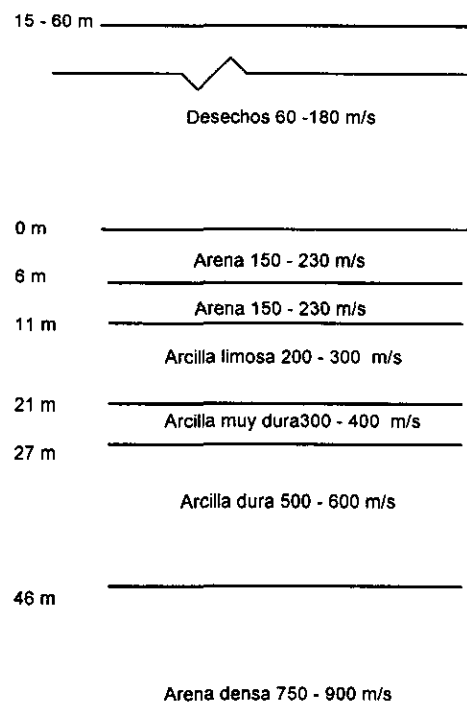 15 - 60 m
Desechos 60 -180 m/s
0 m
Arena 150 - 230 m/s
6 m
Arena 150 - 230 m/s
11 m
Arcilla limosa 200 - 300 m/s
21 m
Arcilla muy dura300 - 400 m/s
27 m
Arcilla dura 500 - 600 m/s
46 m
Arena densa 750 - 900 m/s